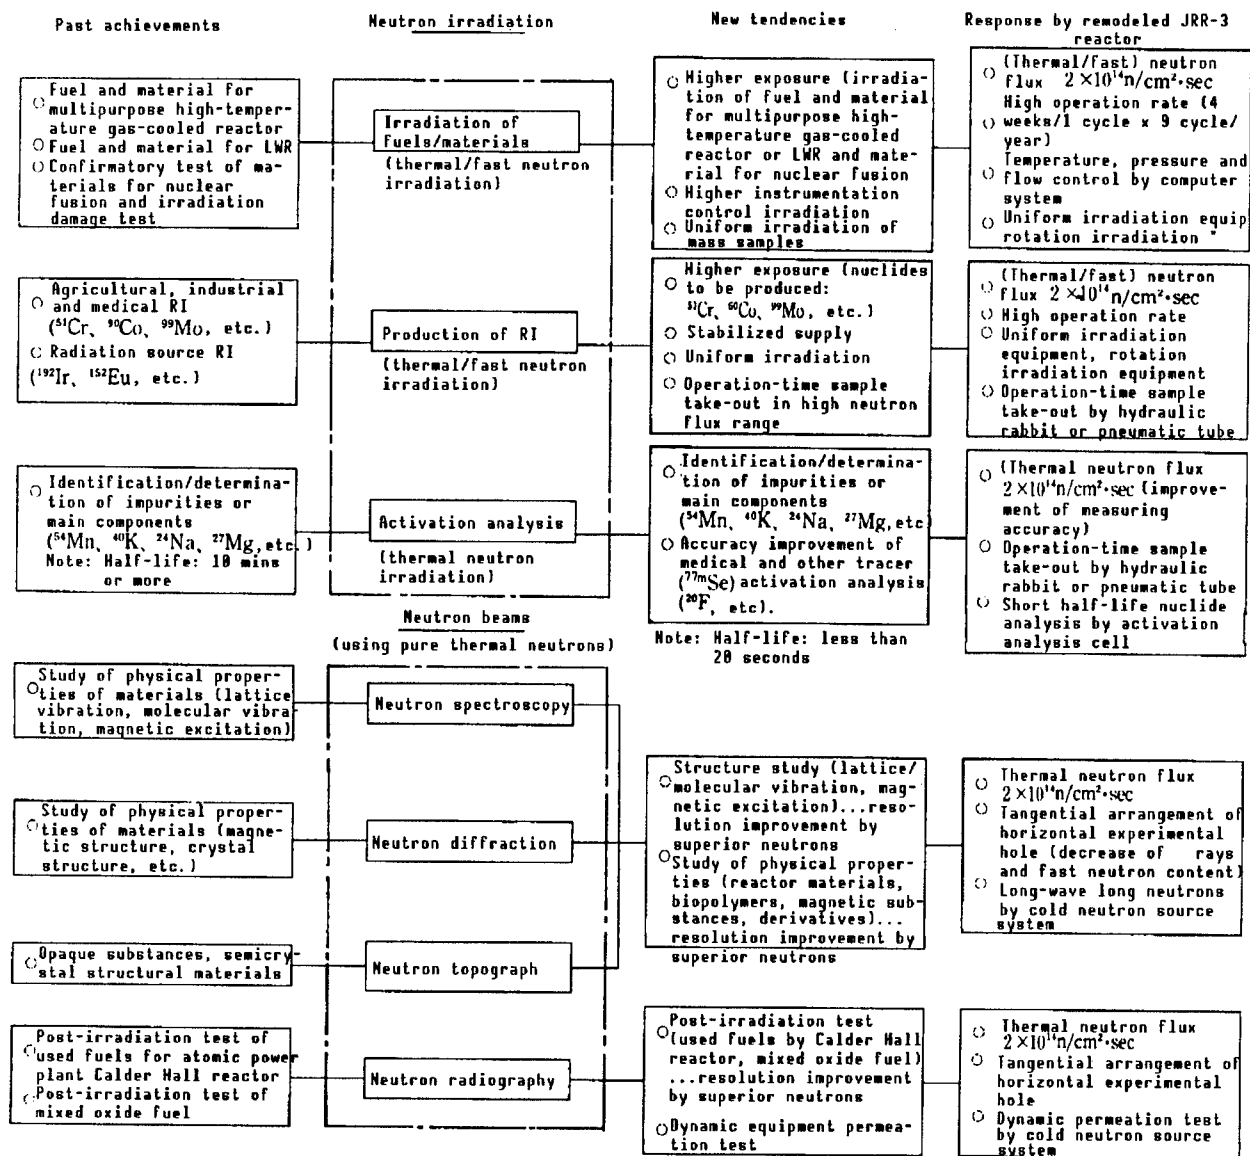 Past achievements
Neutron irradiation
New tendencies
Response by remodeled JRR-3
reactor
Fuel and material for
multipurpose high-temper-
ature gas-cooled reactor
Fuel and material for LWR
Confirmatory test of ma-
terials for nuclear
fusion and irradiation
damage test
Irradiation of
Fuels/materials
(thermal/fast neutron
irradiation)
Higher exposure (irradia-
tion of fuel and material
for multipurpose high-
temperature gas-cooled
reactor or LWR and mate-
rial for nuclear fusion
Higher instrumentation
control irradiation
Uniform irradiation of
mass samples
(Thermal/fast) neutron
flux 2×10¹⁴n/cm²·sec
High operation rate (4
weeks/1 cycle x 9 cycle/
year)
Temperature, pressure and
flow control by computer
system
Uniform irradiation equip
rotation irradiation "
Agricultural, industrial
and medical RI
(⁵¹Cr、⁹⁰Co、⁹⁹Mo, etc.)
Radiation source RI
(¹⁹²Ir、¹⁵²Eu, etc.)
Production of RI
(thermal/fast neutron
irradiation)
Higher exposure (nuclides
to be produced:
⁵¹Cr、⁶⁰Co、⁹⁹Mo, etc.)
Stabilized supply
Uniform irradiation
Operation-time sample
take-out in high neutron
flux range
(Thermal/fast) neutron
flux 2×10¹⁴n/cm²·sec
High operation rate
Uniform irradiation
equipment, rotation
irradiation equipment
Operation-time sample
take-out by hydraulic
rabbit or pneumatic tube
Identification/determina-
tion of impurities or
main components
(⁵⁴Mn、⁴⁰K、²⁴Na、²⁷Mg, etc.)
Note: Half-life: 10 mins
or more
Activation analysis
(thermal neutron
irradiation)
Identification/determina-
tion of impurities or
main components
(⁵⁴Mn、⁴⁰K、²⁴Na、²⁷Mg, etc
Accuracy improvement of
medical and other tracer
(⁷⁷ᵐSe) activation analysis
(²⁰F, etc).
Note: Half-life: less than
20 seconds
(Thermal neutron flux
2×10¹⁴n/cm²·sec (improve-
ment of measuring
accuracy)
Operation-time sample
take-out by hydraulic
rabbit or pneumatic tube
Short half-life nuclide
analysis by activation
analysis cell
Neutron beams
(using pure thermal neutrons)
Study of physical proper-
ties of materials (lattice
vibration, molecular vibra-
tion, magnetic excitation)
Neutron spectroscopy
Study of physical prop-
erties of materials (mag-
netic structure, crystal
structure, etc.)
Neutron diffraction
Structure study (lattice/
molecular vibration, mag-
netic excitation)...reso-
lution improvement by
superior neutrons
Study of physical proper-
ties (reactor materials,
biopolymers, magnetic sub-
stances, derivatives)...
resolution improvement by
superior neutrons
Thermal neutron flux
2×10¹⁴n/cm²·sec
Tangential arrangement of
horizontal experimental
hole (decrease of rays
and fast neutron content)
Long-wave long neutrons
by cold neutron source
system
Opaque substances, semicry-
stal structural materials
Neutron topograph
Post-irradiation test of
used fuels for atomic power
plant Calder Hall reactor
Post-irradiation test of
mixed oxide fuel
Neutron radiography
Post-irradiation test
(used fuels by Calder Hall
reactor, mixed oxide fuel)
...resolution improvement
by superior neutrons
Dynamic equipment permea-
tion test
Thermal neutron flux
2×10¹⁴n/cm²·sec
Tangential arrangement of
horizontal experimental
hole
Dynamic permeation test
by cold neutron source
system